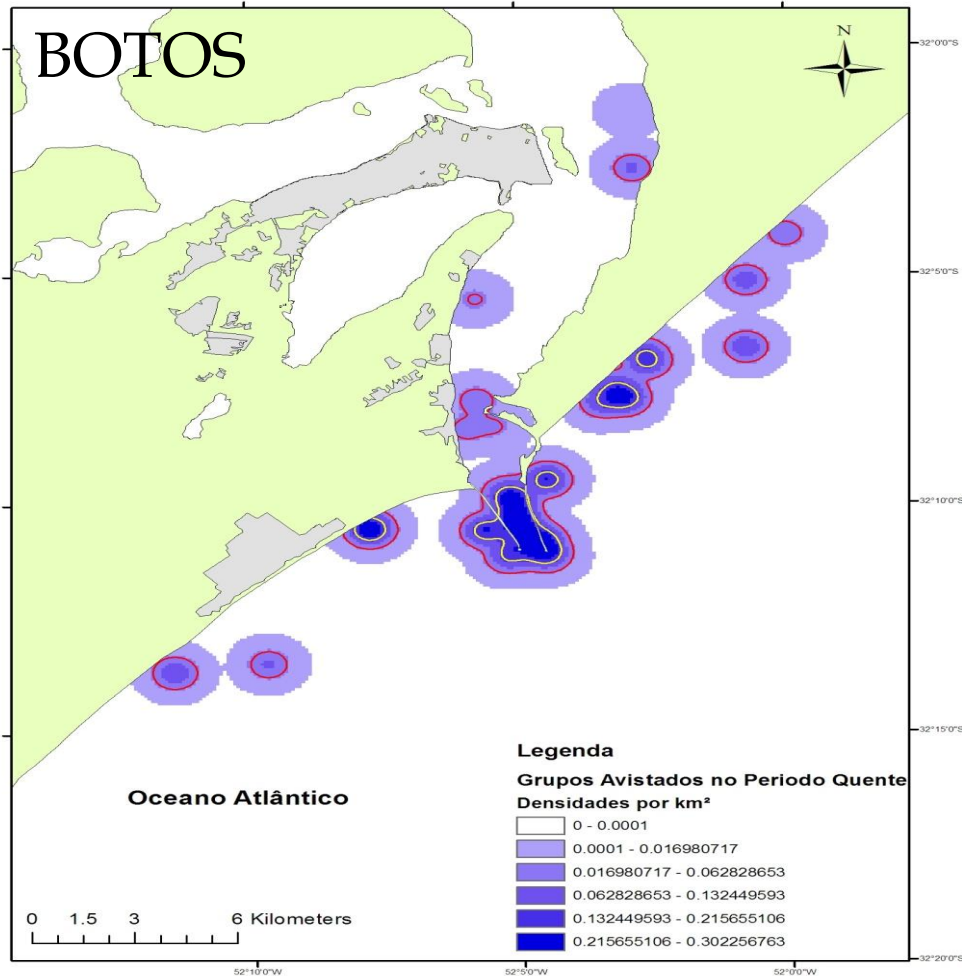 BOTOS
N
32°0'0"S
32°5'0"S
32°10'0"S
32°15'0"S
32°20'0"S
Oceano Atlântico
Legenda
Grupos Avistados no Periodo Quente
Densidades por km²
0 - 0.0001
0.0001 - 0.016980717
0.016980717 - 0.062828653
0.062828653 - 0.132449593
0.132449593 - 0.215655106
0.215655106 - 0.302256763
0 1.5 3 6 Kilometers
52°10'0"W 52°50'0"W 52°0'0"W